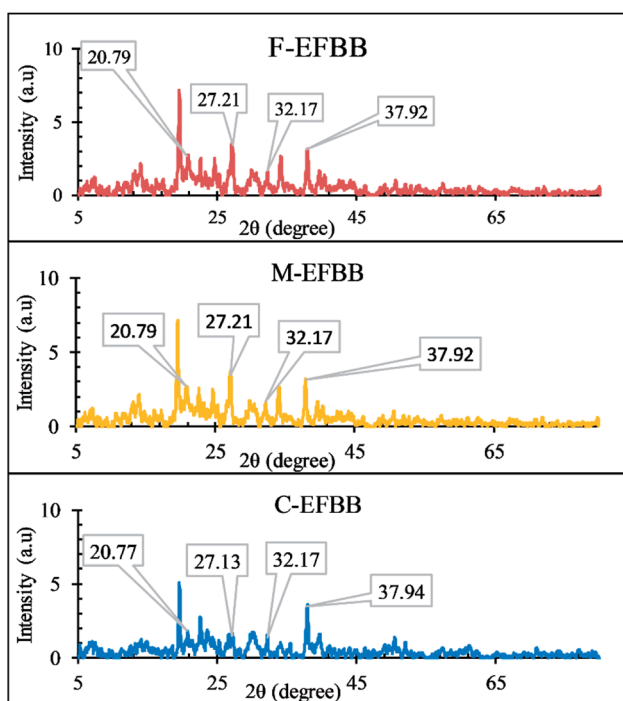 F-EFBB
10
20.79
27.21
32.17
37.92
5
0
Intensity (a.u)
5 25 45 65
2θ (degree)
M-EFBB
10
20.79
27.21
32.17
37.92
5
0
Intensity (a.u)
5 25 45 65
2θ (degree)
C-EFBB
10
20.77
27.13
32.17
37.94
5
0
Intensity (a.u)
5 25 45 65
2θ (degree)